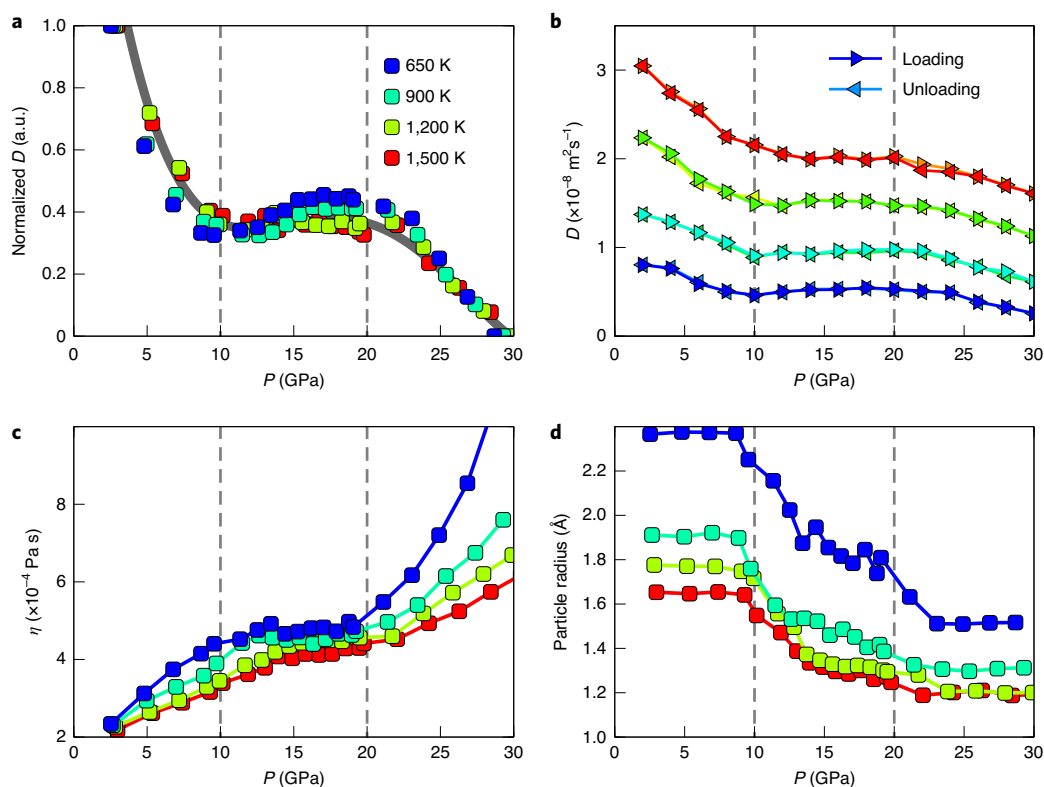 a
Normalized D (a.u.)
1.0
0.8
0.6
0.4
0.2
0
0 5 10 15 20 25 30
P (GPa)
650 K
900 K
1,200 K
1,500 K
b
D (×10⁻⁸ m² s⁻¹)
3
2
1
0
0 5 10 15 20 25 30
P (GPa)
Loading
Unloading
c
η (×10⁻⁴ Pa s)
8
6
4
2
0 5 10 15 20 25 30
P (GPa)
d
Particle radius (Å)
2.2
2.0
1.8
1.6
1.4
1.2
1.0
0 5 10 15 20 25 30
P (GPa)